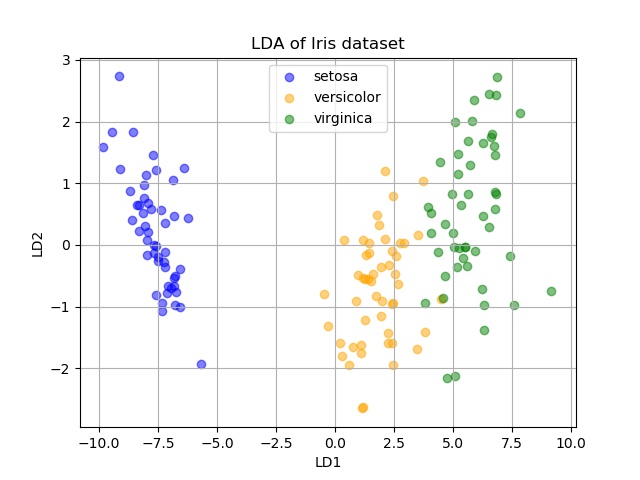 LDA of Iris dataset
setosa
versicolor
virginica
3
2
1
0
−1
−2
LD2
−10.0 −7.5 −5.0 −2.5 0.0 2.5 5.0 7.5 10.0
LD1